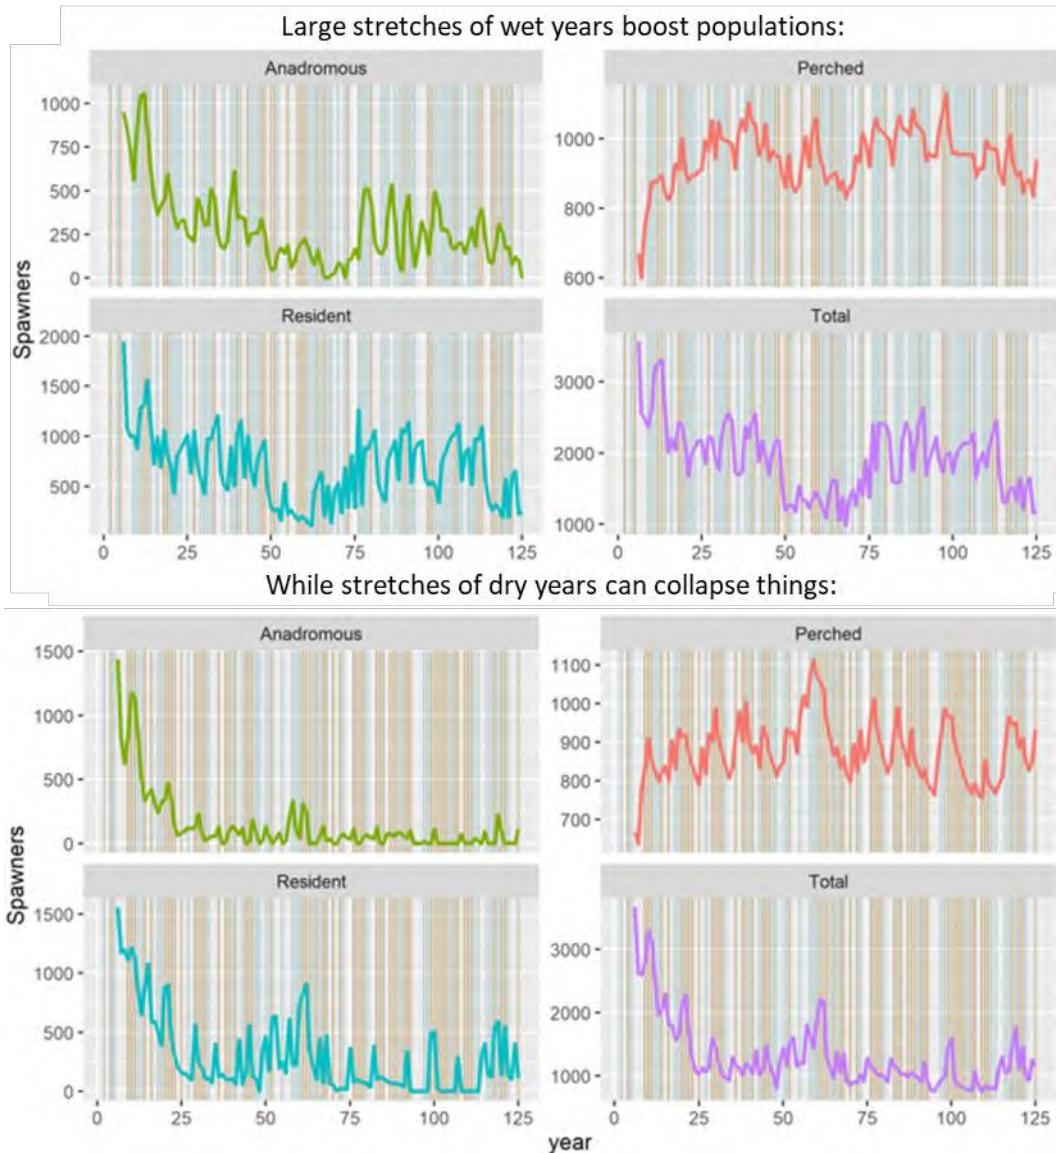 Large stretches of wet years boost populations:
Anadromous
Perched
1000
750
500
250
0
1000
800
600
Spawners
Resident
Total
2000
1500
1000
500
3000
2000
1000
0 25 50 75 100 125
0 25 50 75 100 125
While stretches of dry years can collapse things:
Anadromous
Perched
1500
1000
500
0
1100
1000
900
800
700
Spawners
Resident
Total
1500
1000
500
0
3000
2000
1000
0 25 50 75 100 125
0 25 50 75 100 125
year